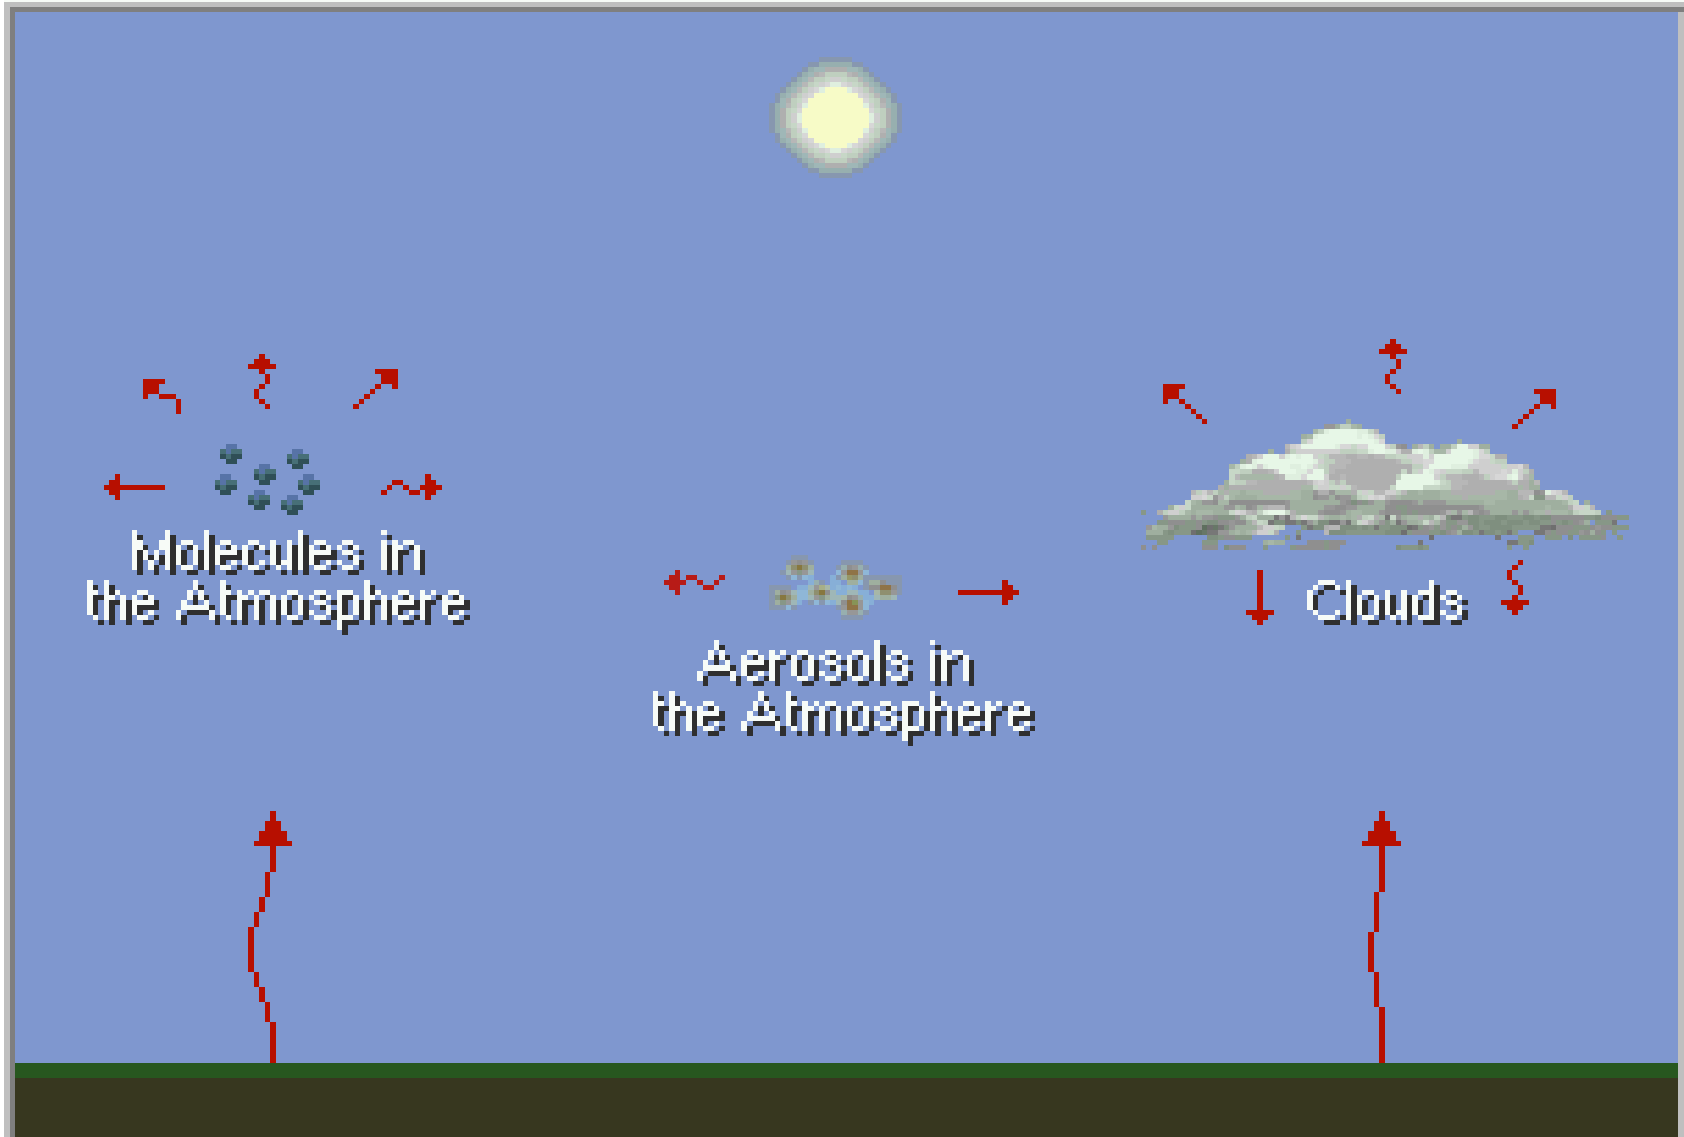 Molecules in
the Atmosphere
Aerosols in
the Atmosphere
Clouds